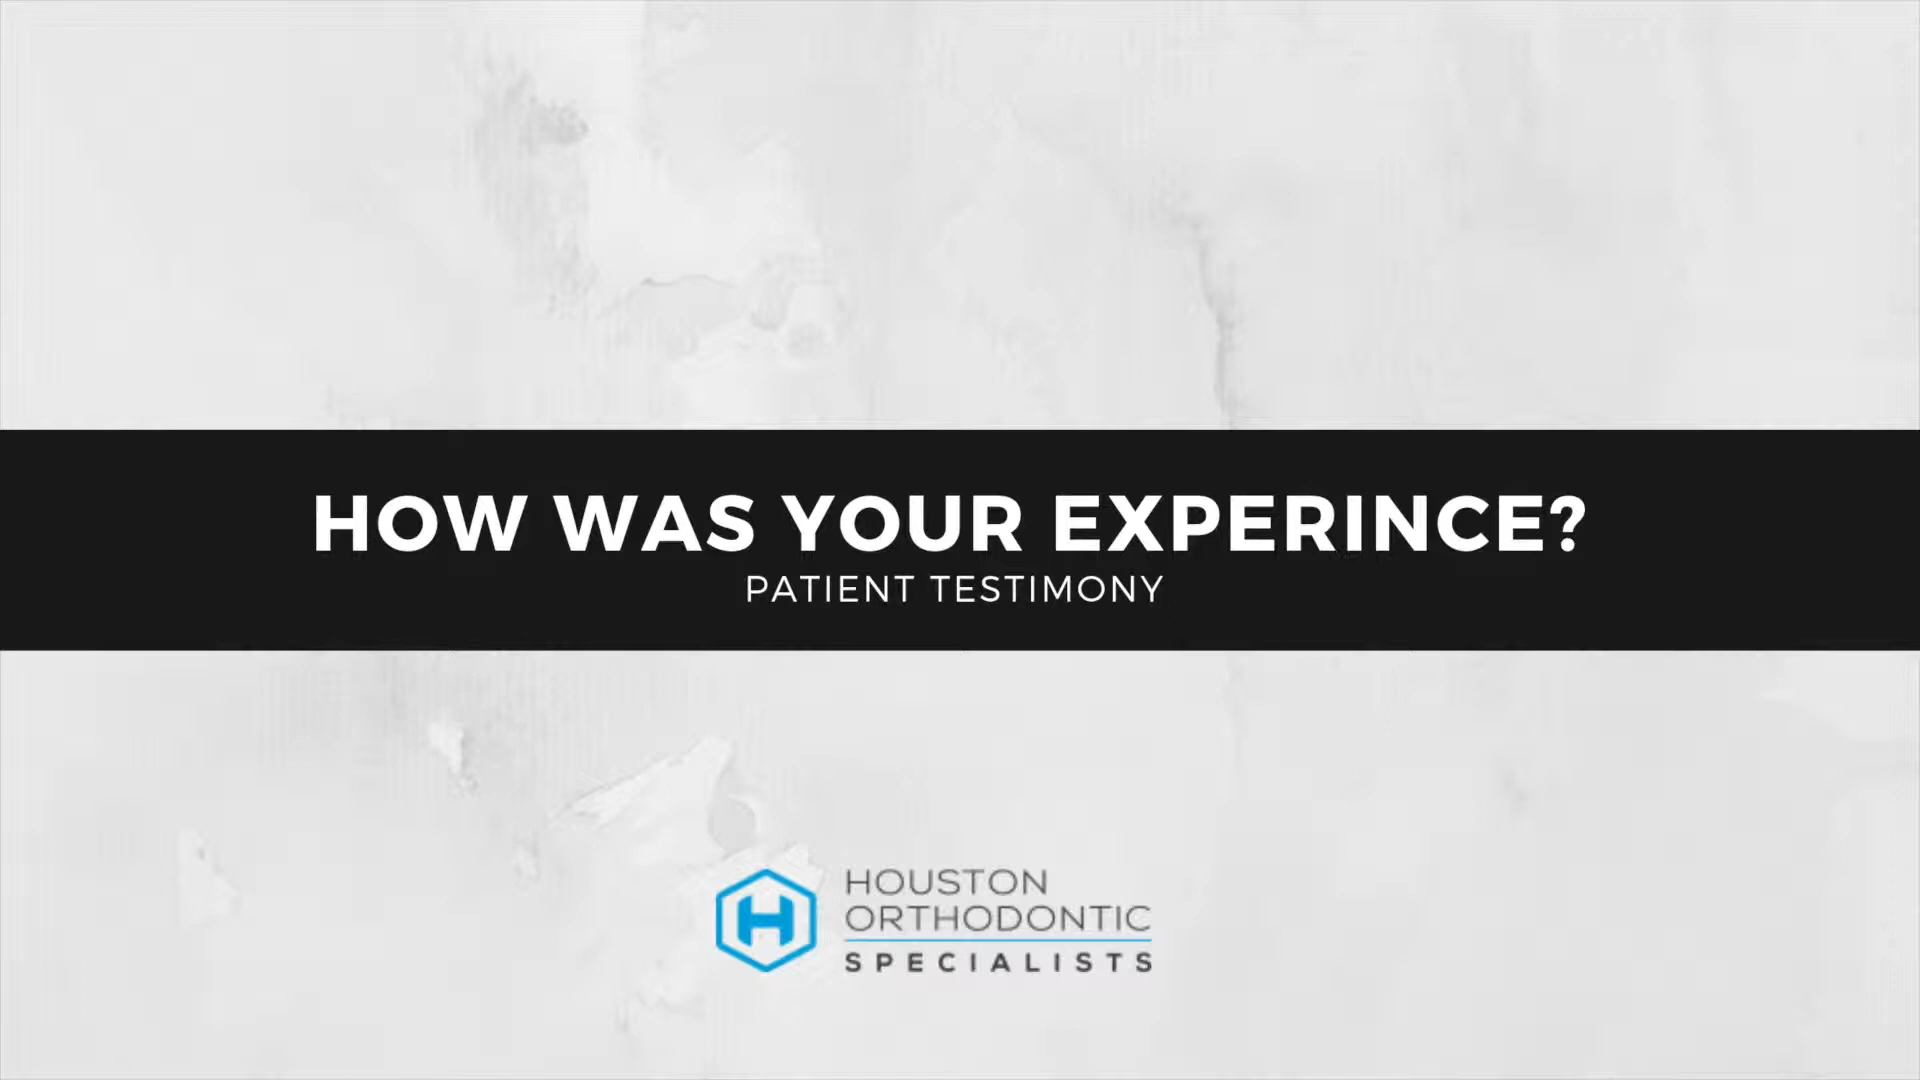 HOW WAS YOUR EXPERINCE?
PATIENT TESTIMONY
H
HOUSTON
ORTHODONTIC
SPECIALISTS